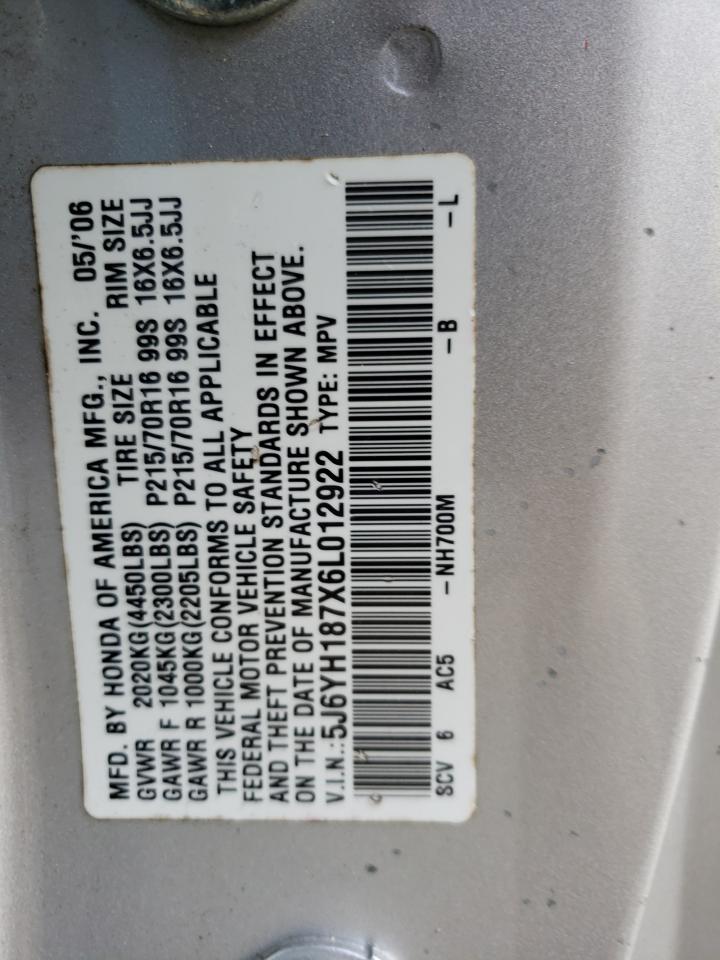 MFD. BY HONDA OF AMERICA MFG., INC. 05/'06
GVWR 2020KG(4450LBS) TIRE SIZE RIM SIZE
GAWR F 1045KG(2300LBS) P215/70R16 99S 16X6.5JJ
GAWR R 1000KG(2205LBS) P215/70R16 99S 16X6.5JJ
THIS VEHICLE CONFORMS TO ALL APPLICABLE
FEDERAL MOTOR VEHICLE SAFETY
AND THEFT PREVENTION STANDARDS IN EFFECT
ON THE DATE OF MANUFACTURE SHOWN ABOVE.
V.I.N.:5J6YH187X6L012922 TYPE: MPV
SCV 6 AC5 -NH700M -B -L